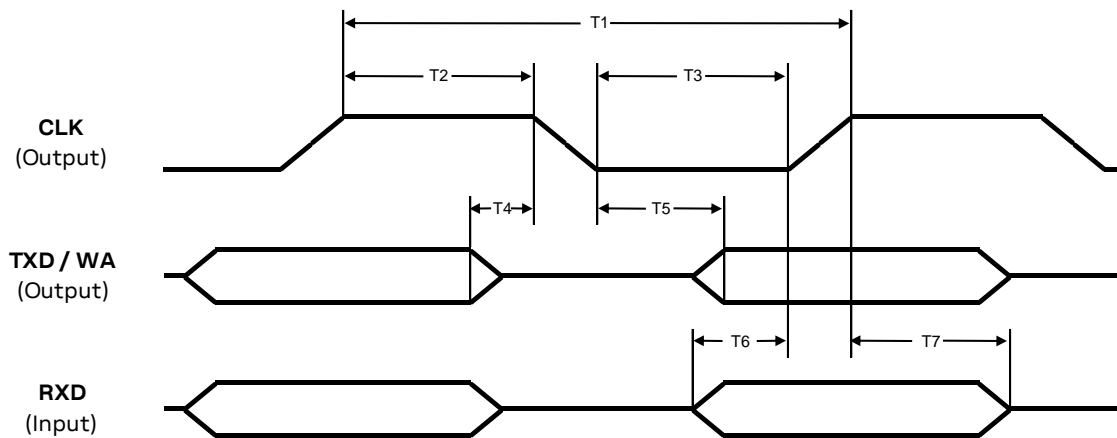 T1
T2
T3
CLK
(Output)
T4
T5
TXD / WA
(Output)
T6
T7
RXD
(Input)